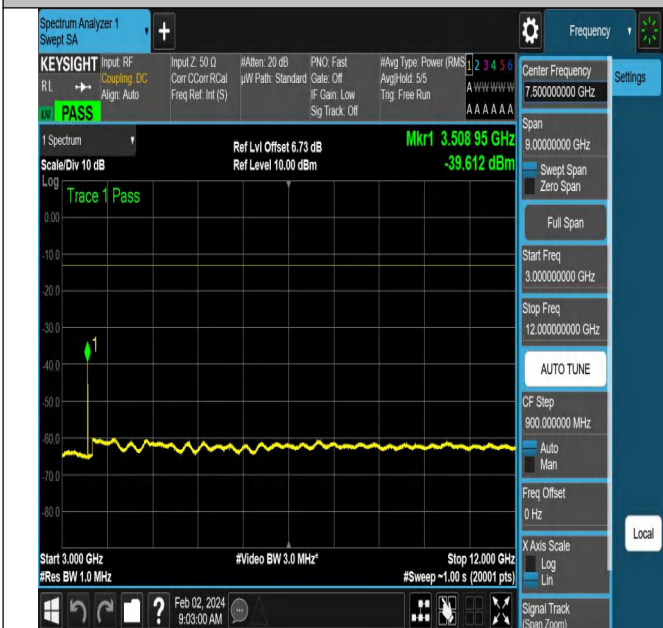 Spectrum Analyzer 1
Swept SA
+
Frequency
KEYSIGHT
RL
PASS
Input: RF
Coupling: DC
Align: Auto
Input Z: 50 Ω
Corr CCorr RCal
Freq Ref: Int (S)
#Atten: 20 dB
µW Path: Standard
PNO: Fast
Gate: Off
IF Gain: Low
Sig Track: Off
#Avg Type: Power (RMS
Avg|Hold: 5/5
Trig: Free Run
1 2 3 4 5 6
A W W W W W
A A A A A A
1 Spectrum
Scale/Div 10 dB
Ref Lvl Offset 6.73 dB
Ref Level 10.00 dBm
Mkr1 3.508 95 GHz
-39.612 dBm
Log
Trace 1 Pass
0.00
-10.0
-20.0
-30.0
-40.0
-50.0
-60.0
-70.0
-80.0
1
Start 3.000 GHz
#Res BW 1.0 MHz
#Video BW 3.0 MHz*
Stop 12.000 GHz
#Sweep ~1.00 s (20001 pts)
Center Frequency
7.500000000 GHz
Settings
Span
9.00000000 GHz
Swept Span
Zero Span
Full Span
Start Freq
3.000000000 GHz
Stop Freq
12.000000000 GHz
AUTO TUNE
CF Step
900.000000 MHz
Auto
Man
Freq Offset
0 Hz
X Axis Scale
Log
Lin
Local
Signal Track
(Span Zoom)
?
Feb 02, 2024
9:03:00 AM